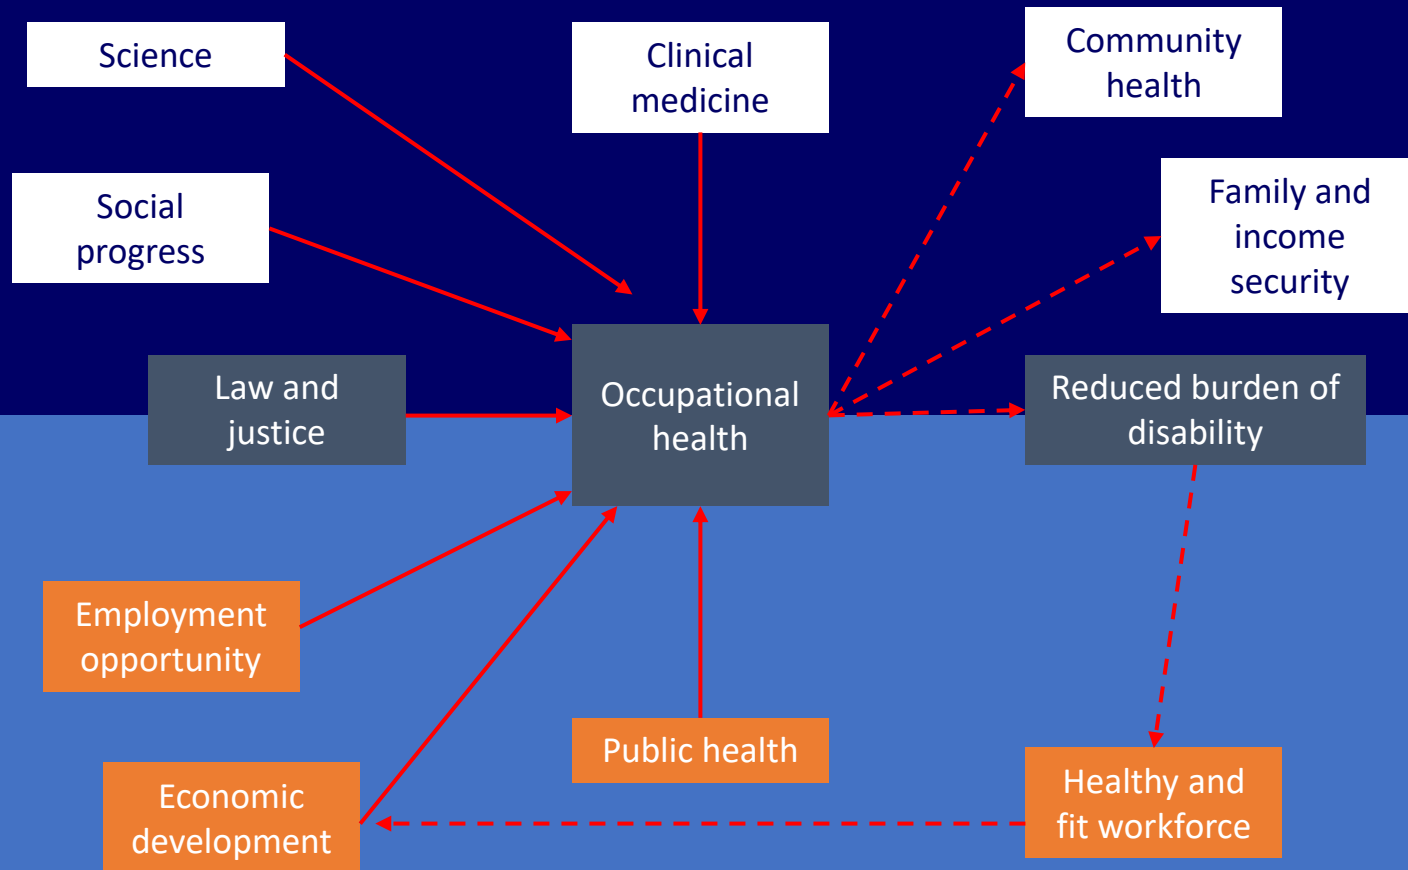 Science
Clinical
medicine
Community
health
Social
progress
Family and
income
security
Law and
justice
Occupational
health
Reduced burden of
disability
Employment
opportunity
Public health
Economic
development
Healthy and
fit workforce